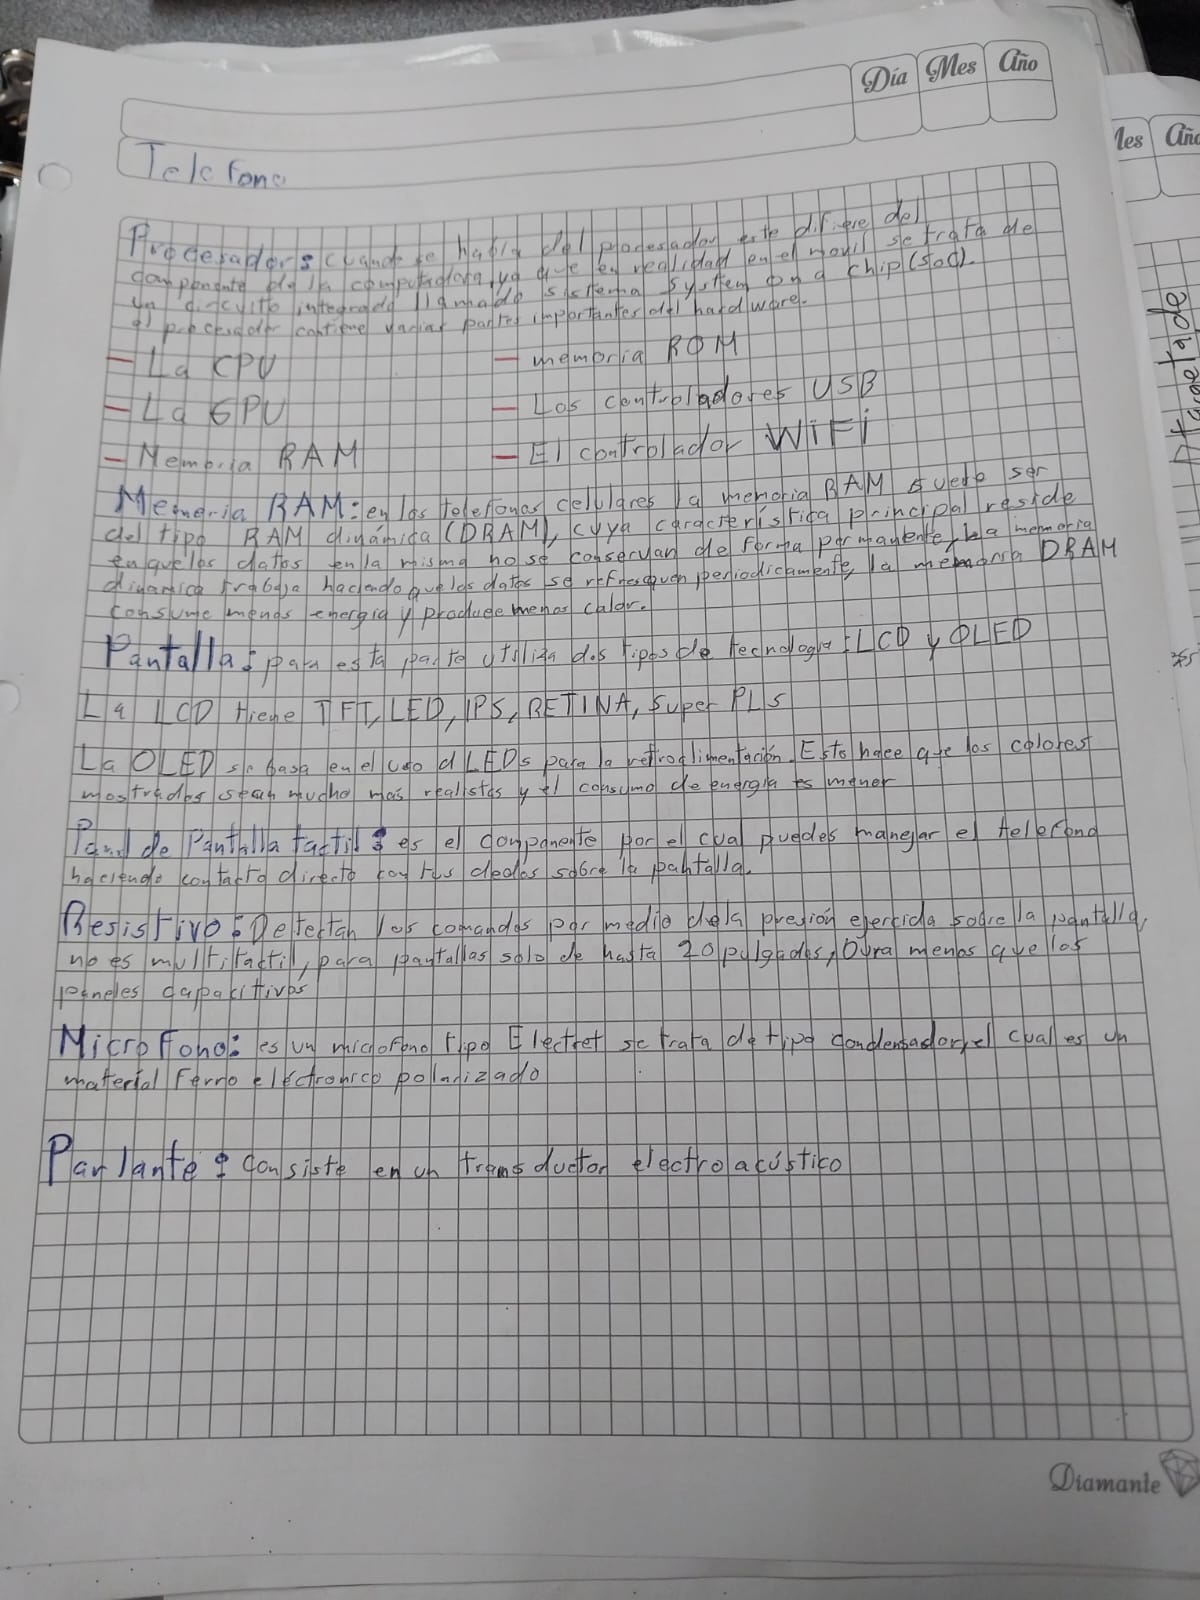 Día Mes Año
Mes Año
Telefono
Procesador: cuando se habla del procesador este difiere del
componente de la computadora, ya que en realidad en el movil se trata de
un circuito integrado llamado sistema system on a chip (SoC).
el procesador contiene varias partes importantes del hardware.
— La CPU — memoria ROM
— La GPU — Los controladores USB
— Memoria RAM — El controlador WiFi
Memoria RAM: en los telefonos celulares la memoria RAM suele ser
del tipo RAM dinámica (DRAM), cuya característica principal reside
en que los datos en la misma no se conservan de forma permanente, La memoria
dinámica trabaja haciendo que los datos se refresquen periodicamente, la memoria DRAM
consume menos energia y produce menos calor.
Pantalla: para esta parte utiliza dos tipos de tecnologia: LCD y OLED
La LCD tiene TFT, LED, IPS, RETINA, Super PLS
La OLED se basa en el uso d LEDs para la retroalimentación. Esto hace que los colores
mostrados sean mucho más realistas y el consumo de energía es menor
Panel de Pantalla tactil: es el componente por el cual puedes manejar el telefono
haciendo contacto directo con tus dedos sobre la pantalla.
Resistivo: Detectan los comandos por medio de la presión ejercida sobre la pantalla,
no es multitactil, para pantallas solo de hasta 20 pulgadas, Dura menos que los
paneles capacitivos
Microfono: es un microfono tipo Electret se trata de tipo condensador, el cual es un
material ferro eléctronico polarizado
Parlante: consiste en un transductor electroacústico
Diamante